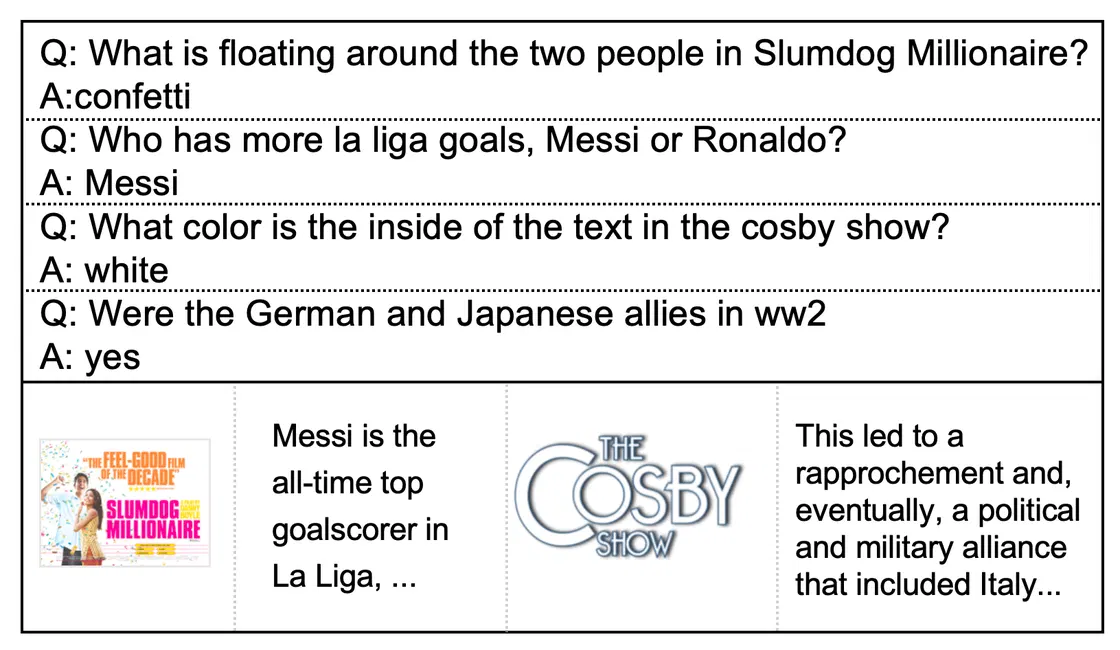 Q: What is floating around the two people in Slumdog Millionaire?
A:confetti
Q: Who has more la liga goals, Messi or Ronaldo?
A: Messi
Q: What color is the inside of the text in the cosby show?
A: white
Q: Were the German and Japanese allies in ww2
A: yes
"THE FEEL-GOOD FILM
OF THE DECADE"
SLUMDOG
MILLIONAIRE
Messi is the
all-time top
goalscorer in
La Liga, ...
THE
COSBY
SHOW
This led to a
rapprochement and,
eventually, a political
and military alliance
that included Italy...